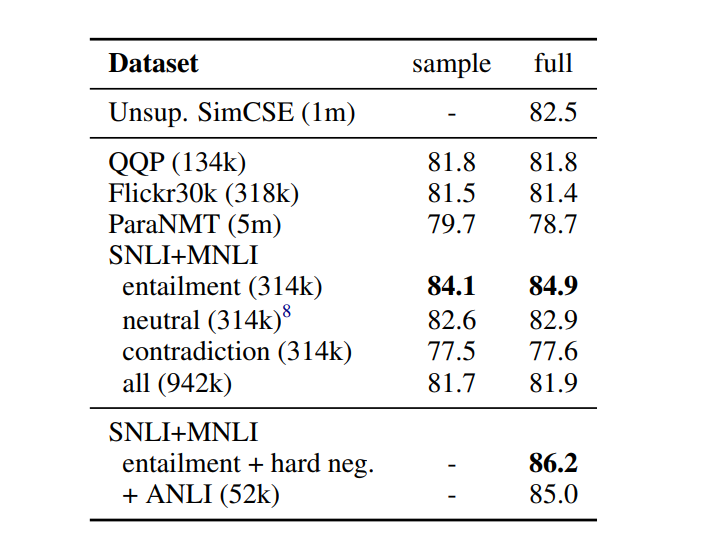 Dataset sample full
Unsup. SimCSE (1m) - 82.5
QQP (134k) 81.8 81.8
Flickr30k (318k) 81.5 81.4
ParaNMT (5m) 79.7 78.7
SNLI+MNLI
entailment (314k) 84.1 84.9
neutral (314k)8 82.6 82.9
contradiction (314k) 77.5 77.6
all (942k) 81.7 81.9
SNLI+MNLI
entailment + hard neg. - 86.2
+ ANLI (52k) - 85.0